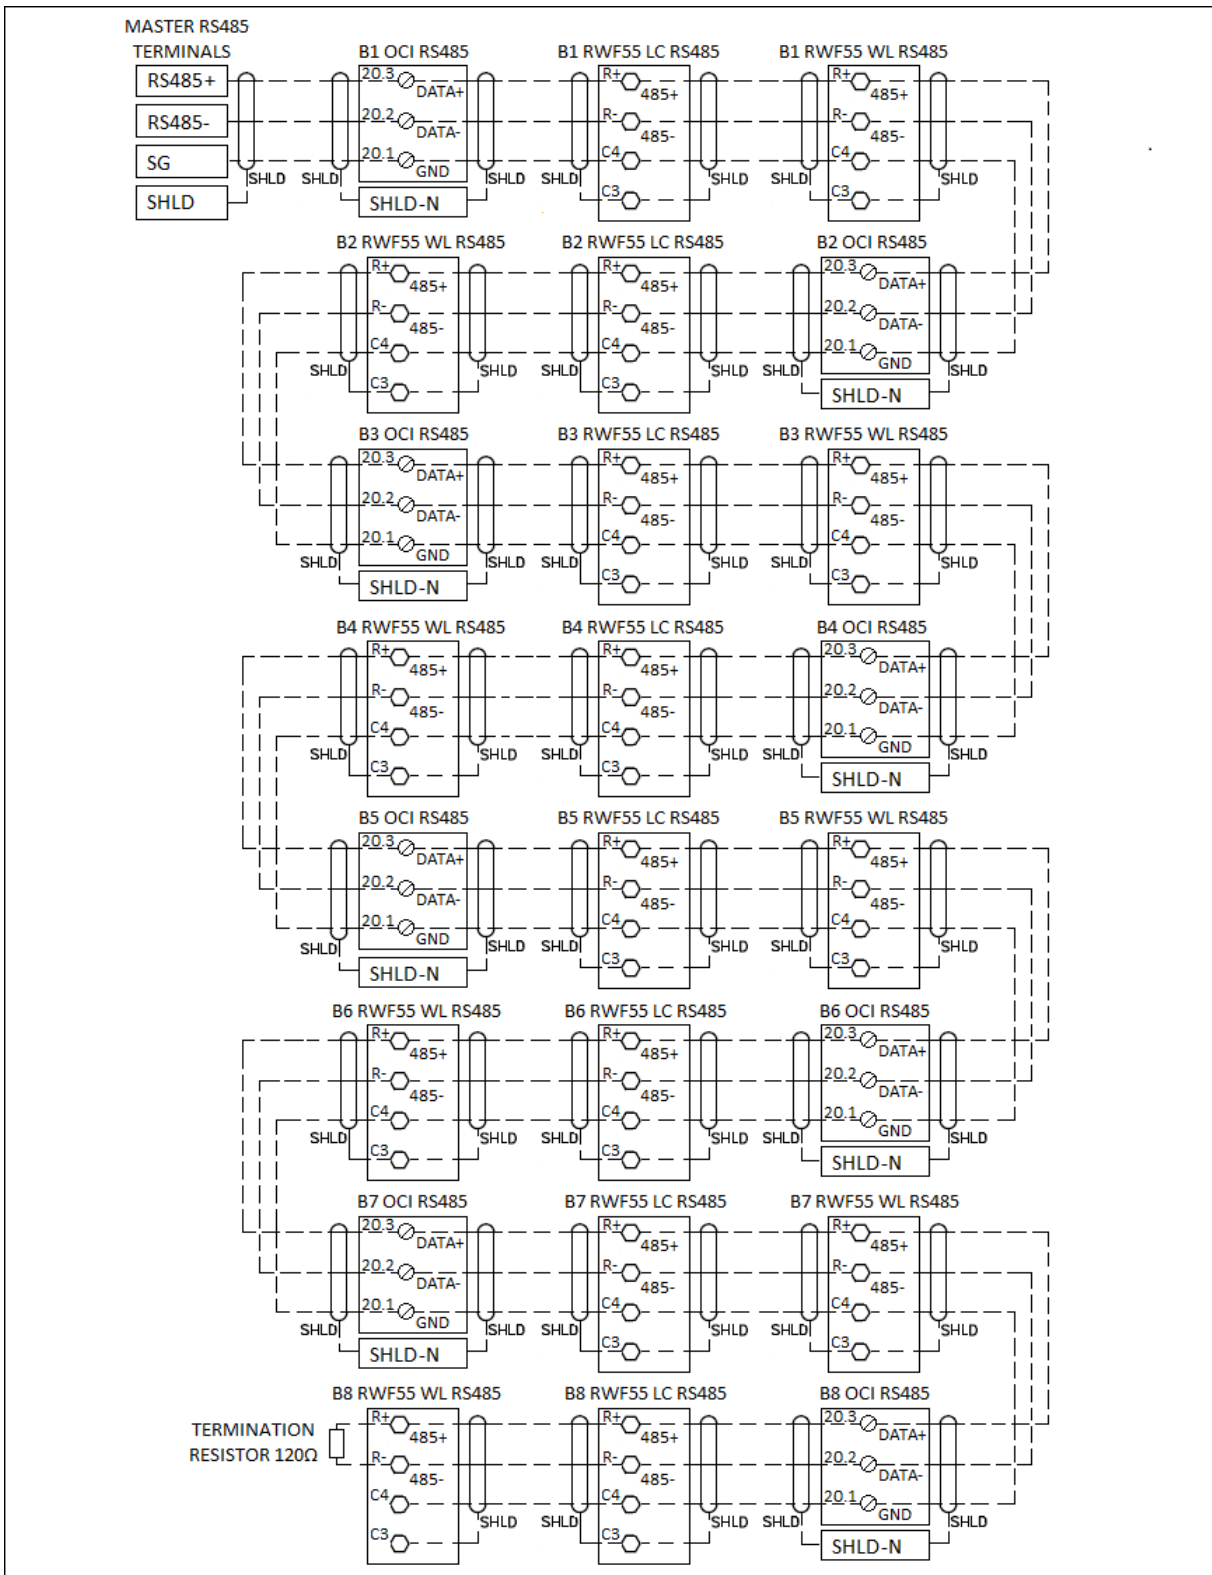 MASTER RS485
TERMINALS
B1 OCI RS485
B1 RWF55 LC RS485
B1 RWF55 WL RS485
RS485+
20.3
DATA+
R+
485+
R+
485+
RS485-
20.2
DATA-
R-
485-
R-
485-
SG
20.1
GND
C4
C4
SHLD
SHLD
SHLD
SHLD
SHLD
SHLD
SHLD
SHLD
SHLD-N
C3
C3
B2 RWF55 WL RS485
B2 RWF55 LC RS485
B2 OCI RS485
R+
485+
R+
485+
20.3
DATA+
R-
485-
R-
485-
20.2
DATA-
C4
C4
20.1
GND
SHLD
SHLD
SHLD
SHLD
SHLD
SHLD
C3
C3
SHLD-N
B3 OCI RS485
B3 RWF55 LC RS485
B3 RWF55 WL RS485
20.3
DATA+
R+
485+
R+
485+
20.2
DATA-
R-
485-
R-
485-
20.1
GND
C4
C4
SHLD
SHLD
SHLD
SHLD
SHLD
SHLD
SHLD-N
C3
C3
B4 RWF55 WL RS485
B4 RWF55 LC RS485
B4 OCI RS485
R+
485+
R+
485+
20.3
DATA+
R-
485-
R-
485-
20.2
DATA-
C4
C4
20.1
GND
SHLD
SHLD
SHLD
SHLD
SHLD
SHLD
C3
C3
SHLD-N
B5 OCI RS485
B5 RWF55 LC RS485
B5 RWF55 WL RS485
20.3
DATA+
R+
485+
R+
485+
20.2
DATA-
R-
485-
R-
485-
20.1
GND
C4
C4
SHLD
SHLD
SHLD
SHLD
SHLD
SHLD
SHLD-N
C3
C3
B6 RWF55 WL RS485
B6 RWF55 LC RS485
B6 OCI RS485
R+
485+
R+
485+
20.3
DATA+
R-
485-
R-
485-
20.2
DATA-
C4
C4
20.1
GND
SHLD
SHLD
SHLD
SHLD
SHLD
SHLD
C3
C3
SHLD-N
B7 OCI RS485
B7 RWF55 LC RS485
B7 RWF55 WL RS485
20.3
DATA+
R+
485+
R+
485+
20.2
DATA-
R-
485-
R-
485-
20.1
GND
C4
C4
SHLD
SHLD
SHLD
SHLD
SHLD
SHLD
SHLD-N
C3
C3
B8 RWF55 WL RS485
B8 RWF55 LC RS485
B8 OCI RS485
TERMINATION
RESISTOR 120Ω
R+
485+
R+
485+
20.3
DATA+
R-
485-
R-
485-
20.2
DATA-
C4
C4
20.1
GND
SHLD
SHLD
SHLD
SHLD
SHLD
C3
C3
SHLD-N